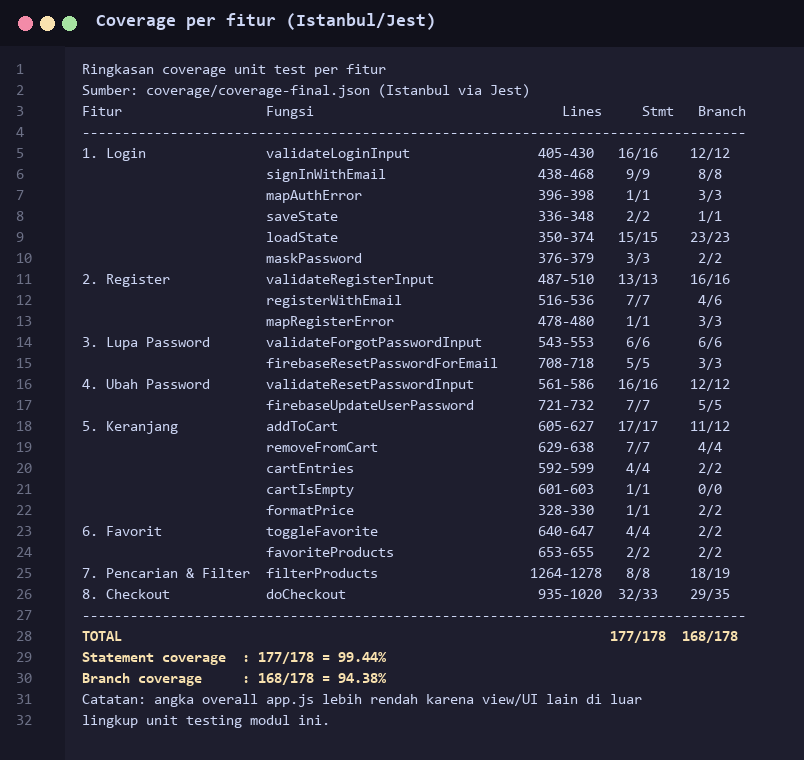 Coverage per fitur (Istanbul/Jest)
1 Ringkasan coverage unit test per fitur
2 Sumber: coverage/coverage-final.json (Istanbul via Jest)
3 Fitur Fungsi Lines Stmt Branch
4 -----------------------------------------------------------------------------------
5 1. Login validateLoginInput 405-430 16/16 12/12
6 signInWithEmail 438-468 9/9 8/8
7 mapAuthError 396-398 1/1 3/3
8 saveState 336-348 2/2 1/1
9 loadState 350-374 15/15 23/23
10 maskPassword 376-379 3/3 2/2
11 2. Register validateRegisterInput 487-510 13/13 16/16
12 registerWithEmail 516-536 7/7 4/6
13 mapRegisterError 478-480 1/1 3/3
14 3. Lupa Password validateForgotPasswordInput 543-553 6/6 6/6
15 firebaseResetPasswordForEmail 708-718 5/5 3/3
16 4. Ubah Password validateResetPasswordInput 561-586 16/16 12/12
17 firebaseUpdateUserPassword 721-732 7/7 5/5
18 5. Keranjang addToCart 605-627 17/17 11/12
19 removeFromCart 629-638 7/7 4/4
20 cartEntries 592-599 4/4 2/2
21 cartIsEmpty 601-603 1/1 0/0
22 formatPrice 328-330 1/1 2/2
23 6. Favorit toggleFavorite 640-647 4/4 2/2
24 favoriteProducts 653-655 2/2 2/2
25 7. Pencarian & Filter filterProducts 1264-1278 8/8 18/19
26 8. Checkout doCheckout 935-1020 32/33 29/35
27 -----------------------------------------------------------------------------------
28 TOTAL 177/178 168/178
29 Statement coverage : 177/178 = 99.44%
30 Branch coverage : 168/178 = 94.38%
31 Catatan: angka overall app.js lebih rendah karena view/UI lain di luar
32 lingkup unit testing modul ini.